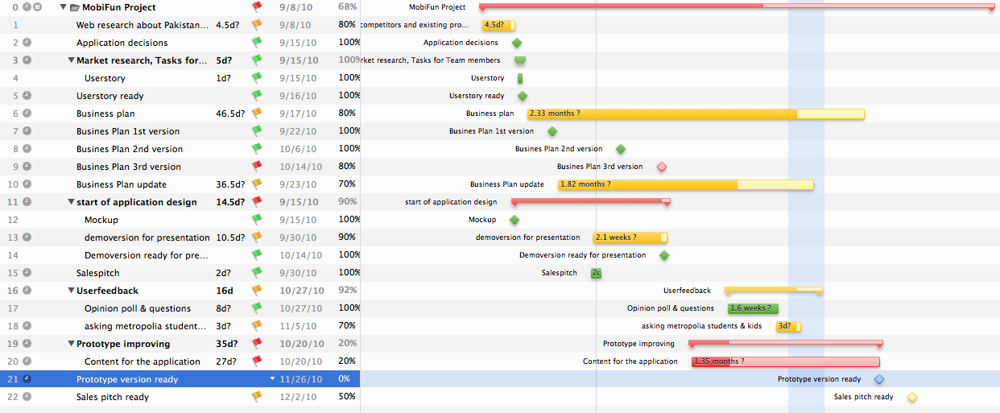 0 MobiFun Project 9/8/10 68% MobiFun Project
1 Web research about Pakistan... 4.5d? 9/8/10 80% competitors and existing pro... 4.5d?
2 Application decisions 9/15/10 100% Application decisions
3 Market research, Tasks for... 5d? 9/15/10 100% rket research, Tasks for Team members
4 Userstory 1d? 9/15/10 100% Userstory
5 Userstory ready 9/16/10 100% Userstory ready
6 Business plan 46.5d? 9/17/10 80% Business plan 2.33 months ?
7 Busines Plan 1st version 9/22/10 100% Busines Plan 1st version
8 Busines Plan 2nd version 10/6/10 100% Busines Plan 2nd version
9 Busines Plan 3rd version 10/14/10 80% Busines Plan 3rd version
10 Business Plan update 36.5d? 9/23/10 70% Business Plan update 1.82 months ?
11 start of application design 14.5d? 9/15/10 90% start of application design
12 Mockup 9/15/10 100% Mockup
13 demoversion for presentation 10.5d? 9/30/10 90% demoversion for presentation 2.1 weeks ?
14 Demoversion ready for pre... 10/14/10 100% Demoversion ready for presentation
15 Salespitch 2d? 9/30/10 100% Salespitch 2d
16 Userfeedback 16d 10/27/10 92% Userfeedback
17 Opinion poll & questions 8d? 10/27/10 100% Opinion poll & questions 1.6 weeks ?
18 asking metropolia student... 3d? 11/5/10 70% asking metropolia students & kids 3d?
19 Prototype improving 35d? 10/20/10 20% Prototype improving
20 Content for the application 27d? 10/20/10 20% Content for the application 1.35 months ?
21 Prototype version ready 11/26/10 0% Prototype version ready
22 Sales pitch ready 12/2/10 50% Sales pitch ready